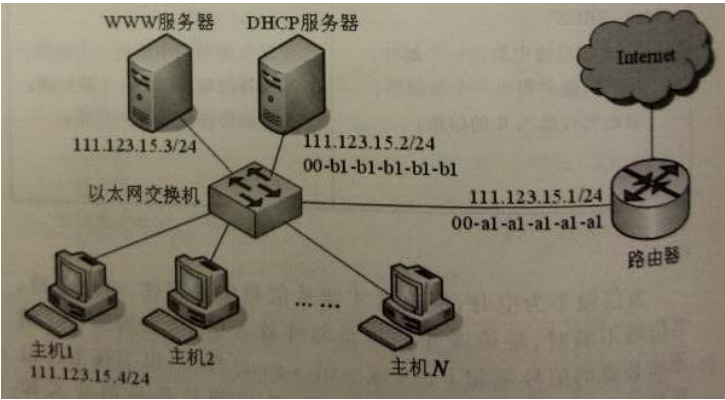 WWW服务器
DHCP服务器
Internet
111.123.15.3/24
111.123.15.2/24
00-b1-b1-b1-b1-b1
以太网交换机
111.123.15.1/24
00-a1-a1-a1-a1-a1
路由器
... ...
主机1
111.123.15.4/24
主机2
主机N